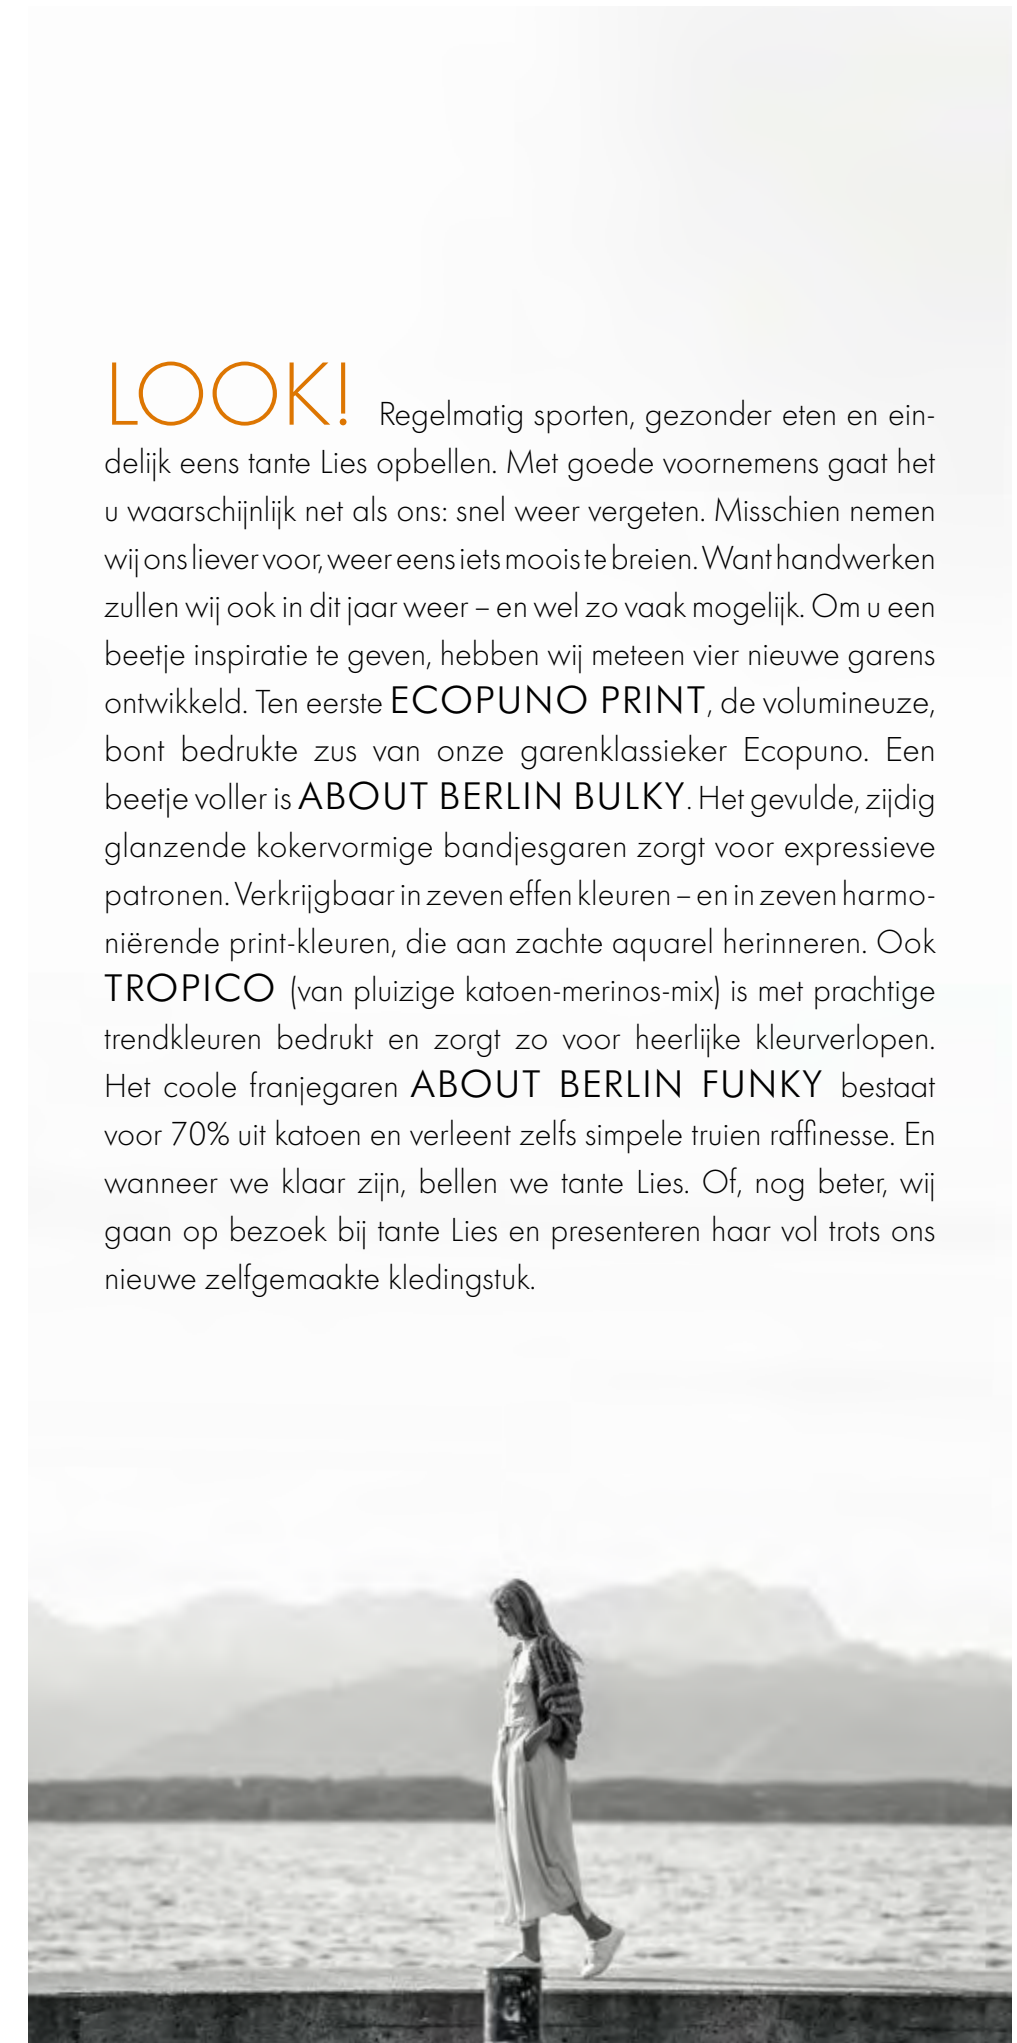 LOOK! Regelmatig sporten, gezonder eten en ein-
delijk eens tante Lies opbellen. Met goede voornemens gaat het
u waarschijnlijk net als ons: snel weer vergeten. Misschien nemen
wij ons liever voor, weer eens iets moois te breien. Want handwerken
zullen wij ook in dit jaar weer – en wel zo vaak mogelijk. Om u een
beetje inspiratie te geven, hebben wij meteen vier nieuwe garens
ontwikkeld. Ten eerste ECOPUNO PRINT, de volumineuze,
bont bedrukte zus van onze garenklassieker Ecopuno. Een
beetje voller is ABOUT BERLIN BULKY. Het gevulde, zijdig
glanzende kokervormige bandjesgaren zorgt voor expressieve
patronen. Verkrijgbaar in zeven effen kleuren – en in zeven harmo-
niërende print-kleuren, die aan zachte aquarel herinneren. Ook
TROPICO (van pluizige katoen-merinos-mix) is met prachtige
trendkleuren bedrukt en zorgt zo voor heerlijke kleurverlopen.
Het coole franjegaren ABOUT BERLIN FUNKY bestaat
voor 70% uit katoen en verleent zelfs simpele truien raffinesse. En
wanneer we klaar zijn, bellen we tante Lies. Of, nog beter, wij
gaan op bezoek bij tante Lies en presenteren haar vol trots ons
nieuwe zelfgemaakte kledingstuk.